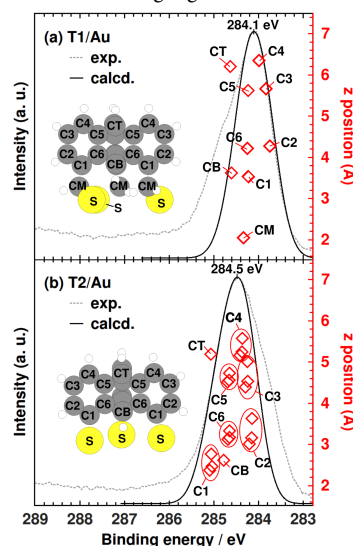 284.1 eV
(a) T1/Au
exp.
calcd.
CT
C4
C5
C3
C6
C2
CB
C1
CM
C4 CT C4
C3 C5 C5 C3
C2 C6 CB C6 C2
C1 C1
CM CM CM
S S S
Intensity (a. u.)
7
6
5
4
3
2
z position (Å)
284.5 eV
(b) T2/Au
exp.
calcd.
C4
CT
C5
C3
C6
C2
C1
CB
C4 CT C4
C3 C5 C5 C3
C2 C6 C6 C2
C1 CB C1
S S S
Intensity (a. u.)
7
6
5
4
3
2
z position (Å)
289 288 287 286 285 284 283
Binding energy / eV